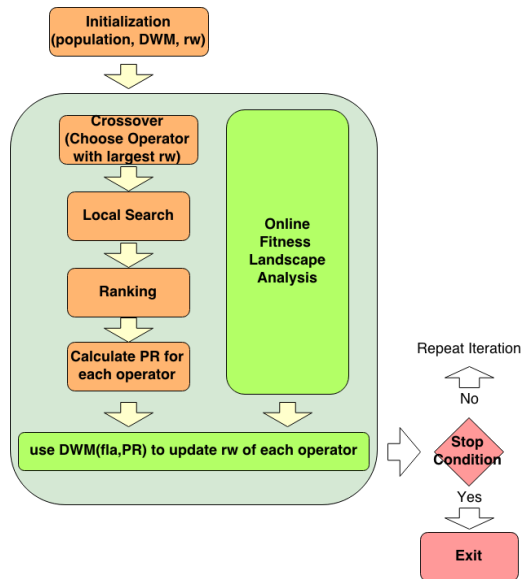 Initialization
(population, DWM, rw)
Crossover
(Choose Operator
with largest rw)
Local Search
Ranking
Calculate PR for
each operator
Online
Fitness
Landscape
Analysis
use DWM(fla,PR) to update rw of each operator
Repeat Iteration
No
Stop
Condition
Yes
Exit